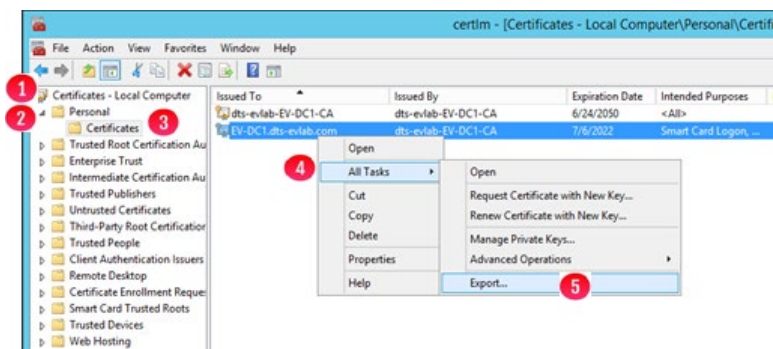 certlm - [Certificates - Local Computer\Personal\Certifi
File Action View Favorites Window Help
1 Certificates - Local Computer
2 Personal
Certificates 3
Trusted Root Certification Au
Enterprise Trust
Intermediate Certification Au
Trusted Publishers
Untrusted Certificates
Third-Party Root Certification
Trusted People
Client Authentication Issuers
Remote Desktop
Certificate Enrollment Reques
Smart Card Trusted Roots
Trusted Devices
Web Hosting
Issued To Issued By Expiration Date Intended Purposes
dts-evlab-EV-DC1-CA dts-evlab-EV-DC1-CA 6/24/2050 <All>
EV-DC1.dts-evlab.com dts-evlab-EV-DC1-CA 7/6/2022 Smart Card Logon, ...
Open
4 All Tasks
Cut
Copy
Delete
Properties
Help
Open
Request Certificate with New Key...
Renew Certificate with New Key...
Manage Private Keys...
Advanced Operations
Export... 5